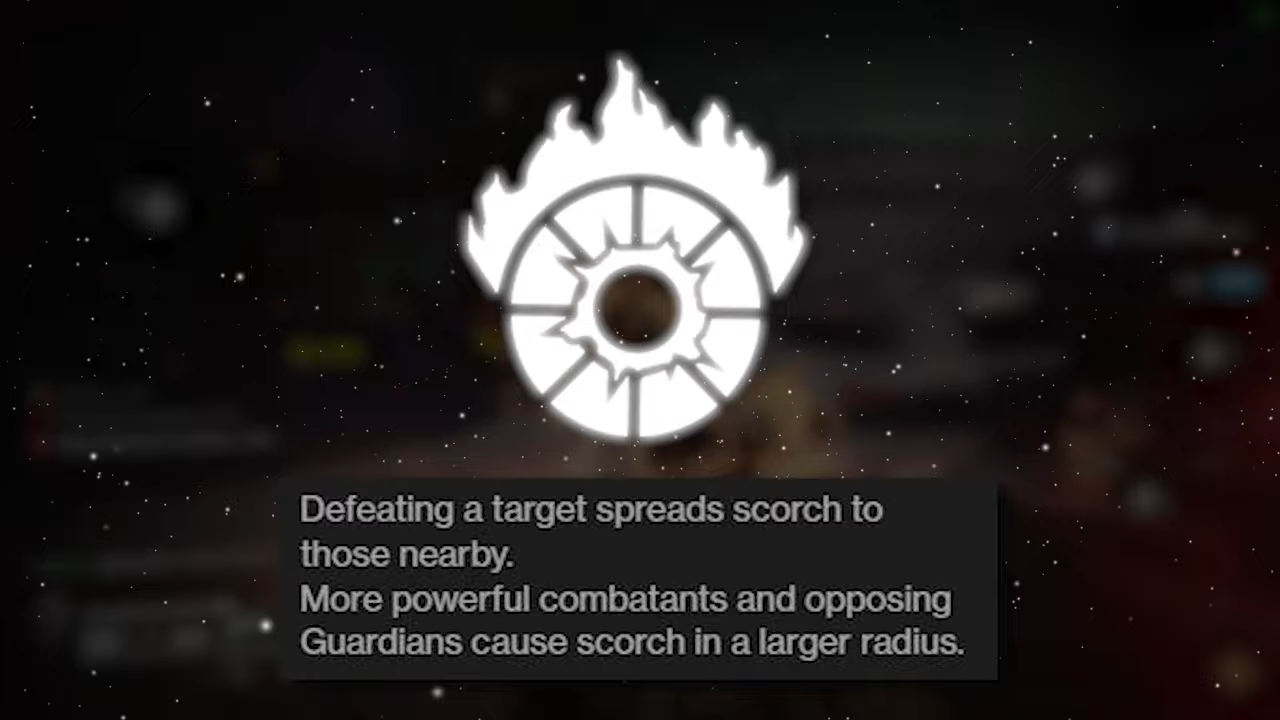 Defeating a target spreads scorch to
those nearby.
More powerful combatants and opposing
Guardians cause scorch in a larger radius.